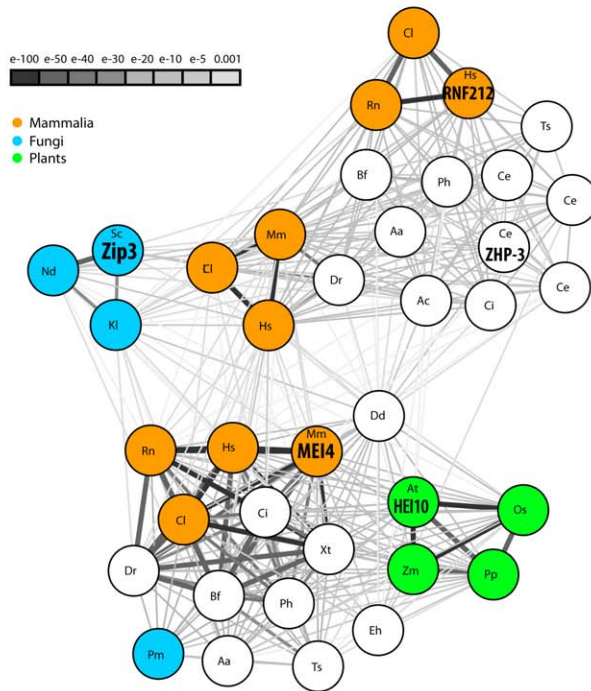 e-100 e-50 e-40 e-30 e-20 e-10 e-5 0.001
Mammalia
Fungi
Plants
Cl
Hs
RNF212
Rn
Ts
Bf
Ph
Ce
Ce
Sc
Zip3
Mm
Aa
Ce
ZHP-3
Nd
Cl
Dr
Ce
Kl
Hs
Ac
Ci
Dd
Rn
Hs
Mm
MEI4
At
HEI10
Os
Cl
Ci
Xt
Dr
Zm
Pp
Bf
Ph
Eh
Pm
Aa
Ts